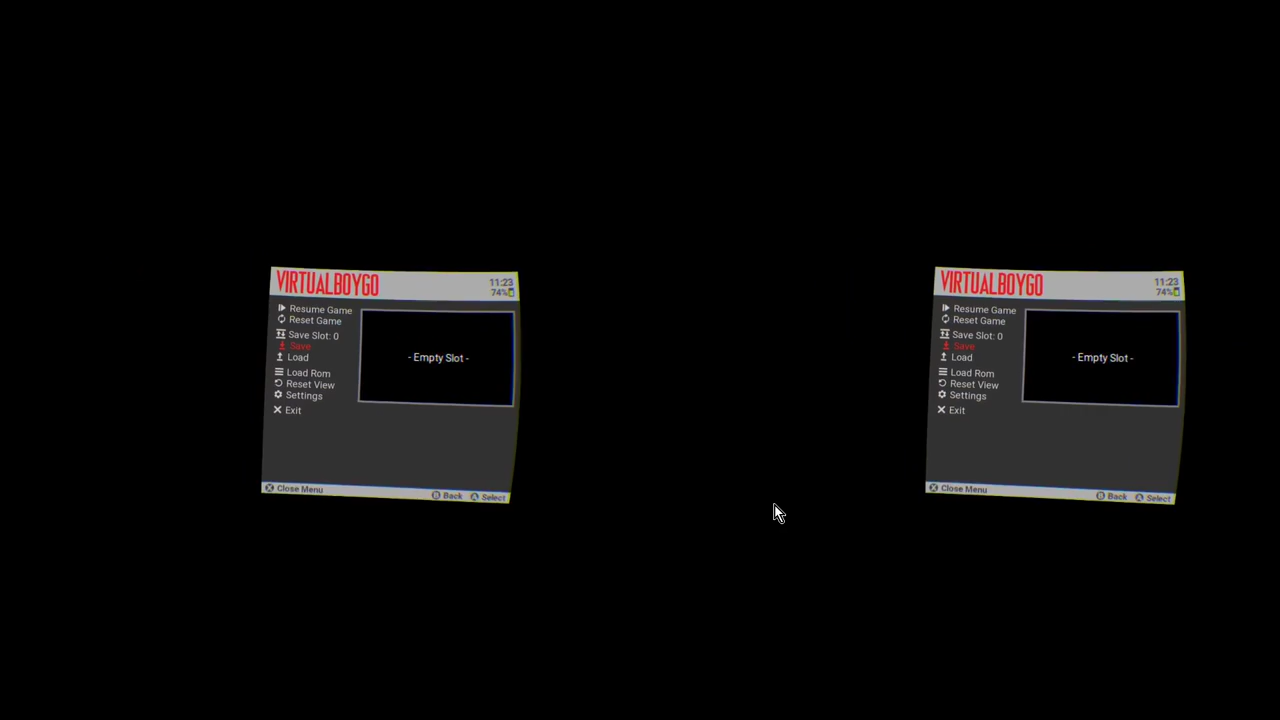 VIRTUALBOYGO
11:23
74%
Resume Game
Reset Game
Save Slot: 0
Save
Load
Load Rom
Reset View
Settings
Exit
- Empty Slot -
Close Menu
B Back
A Select
VIRTUALBOYGO
11:23
74%
Resume Game
Reset Game
Save Slot: 0
Save
Load
Load Rom
Reset View
Settings
Exit
- Empty Slot -
Close Menu
B Back
A Select